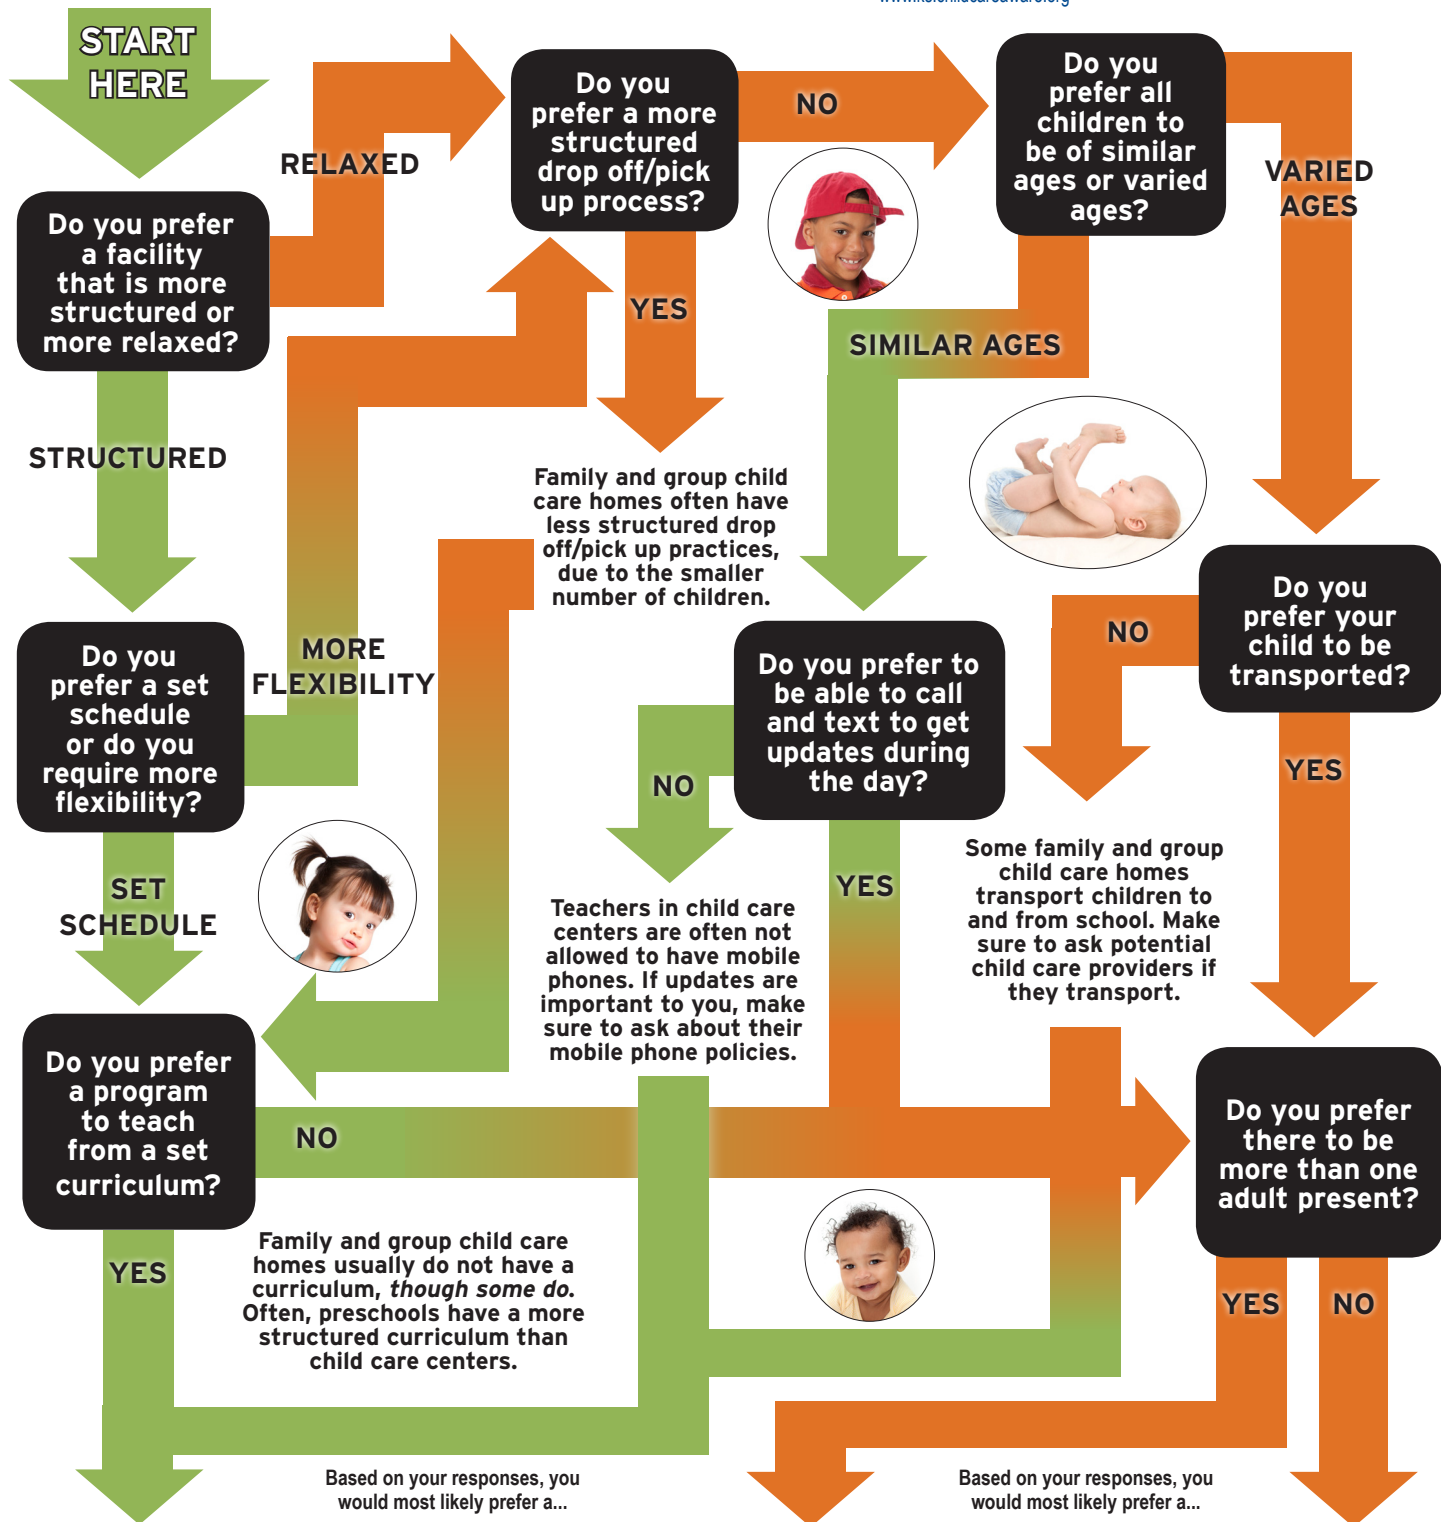 www.ks.childcareaware.org
START
HERE
Do you prefer
a facility
that is more
structured or
more relaxed?
RELAXED
Do you
prefer a more
structured
drop off/pick
up process?
NO
Do you
prefer all
children to
be of similar
ages or varied
ages?
VARIED
AGES
YES
SIMILAR AGES
STRUCTURED
Family and group child
care homes often have
less structured drop
off/pick up practices,
due to the smaller
number of children.
Do you
prefer a set
schedule
or do you
require more
flexibility?
MORE
FLEXIBILITY
Do you prefer to
be able to call
and text to get
updates during
the day?
NO
Do you
prefer your
child to be
transported?
NO
YES
SET
SCHEDULE
YES
Teachers in child care
centers are often not
allowed to have mobile
phones. If updates are
important to you, make
sure to ask about their
mobile phone policies.
Some family and group
child care homes
transport children to
and from school. Make
sure to ask potential
child care providers if
they transport.
Do you prefer
a program
to teach
from a set
curriculum?
NO
Do you prefer
there to be
more than one
adult present?
YES
Family and group child care
homes usually do not have a
curriculum, though some do.
Often, preschools have a more
structured curriculum than
child care centers.
YES
NO
Based on your responses, you
would most likely prefer a...
Based on your responses, you
would most likely prefer a...